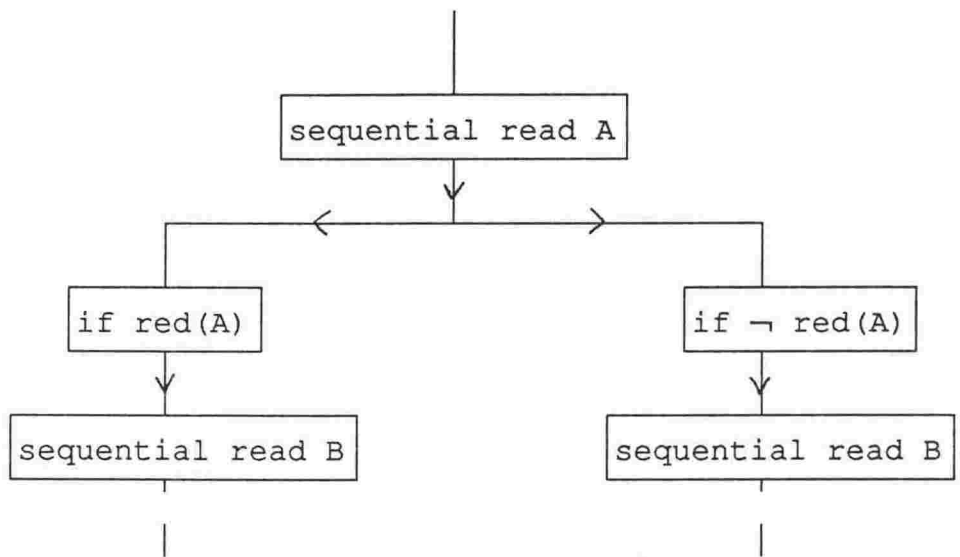 sequential read A
if red(A)
if ¬ red(A)
sequential read B
sequential read B